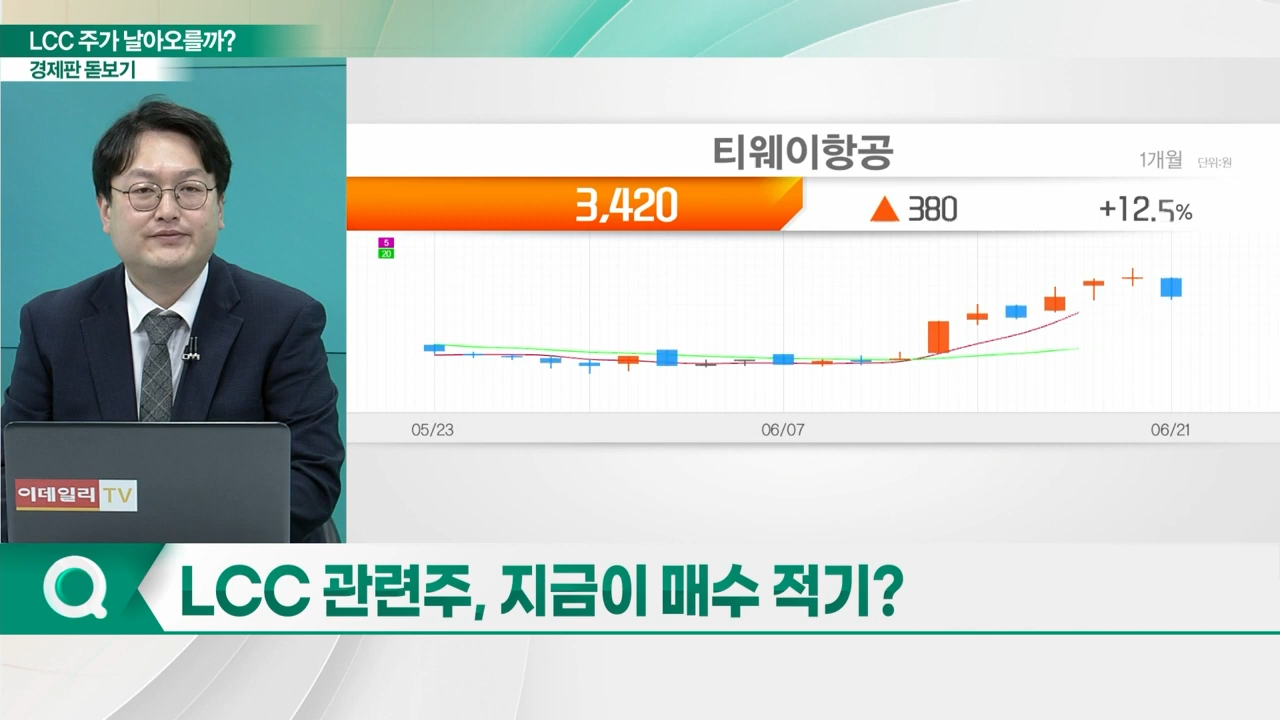 LCC 주가 날아오를까?
경제판 돋보기
티웨이항공
1개월 단위:원
3,420 ▲ 380 +12.5%
5
20
05/23 06/07 06/21
이데일리 TV
LCC 관련주, 지금이 매수 적기?